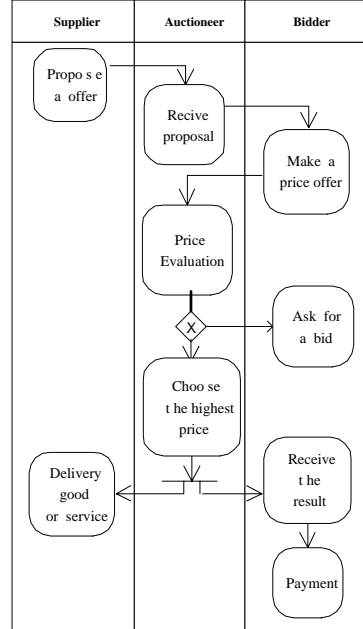 Supplier
Auctioneer
Bidder
Propo s e
a offer
Recive
proposal
Make a
price offer
Price
Evaluation
X
Ask for
a bid
Choo se
t he highest
price
Delivery
good
or service
Receive
t he
result
Payment